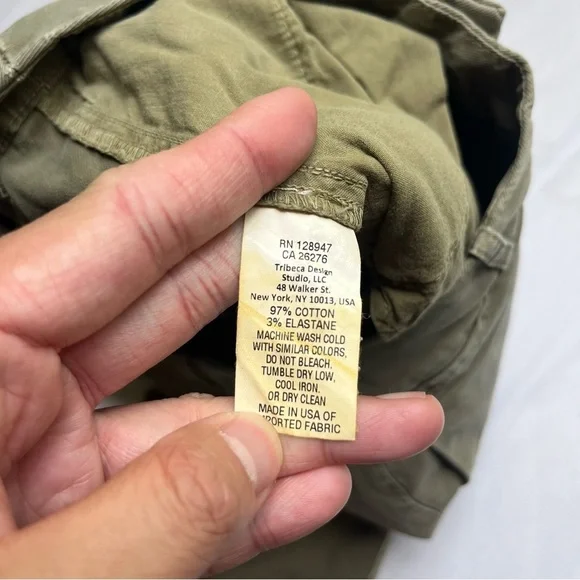 RN 128947
CA 26276
Tribeca Design
Studio, LLC
48 Walker St.
New York, NY 10013, USA
97% COTTON
3% ELASTANE
MACHINE WASH COLD
WITH SIMILAR COLORS,
DO NOT BLEACH.
TUMBLE DRY LOW,
COOL IRON.
OR DRY CLEAN
MADE IN USA OF
FABRIC